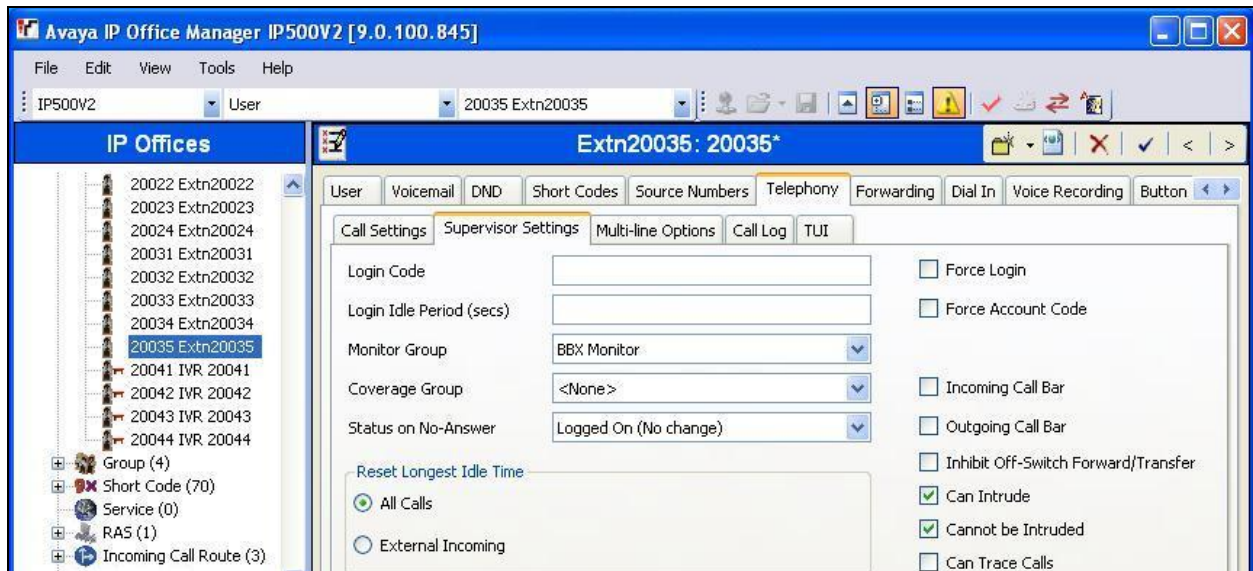 Avaya IP Office Manager IP500V2 [9.0.100.845]
File Edit View Tools Help
IP500V2 User 20035 Extn20035
IP Offices
20022 Extn20022
20023 Extn20023
20024 Extn20024
20031 Extn20031
20032 Extn20032
20033 Extn20033
20034 Extn20034
20035 Extn20035
20041 IVR 20041
20042 IVR 20042
20043 IVR 20043
20044 IVR 20044
Group (4)
Short Code (70)
Service (0)
RAS (1)
Incoming Call Route (3)
Extn20035: 20035*
User Voicemail DND Short Codes Source Numbers Telephony Forwarding Dial In Voice Recording Button
Call Settings Supervisor Settings Multi-line Options Call Log TUI
Login Code
Force Login
Login Idle Period (secs)
Force Account Code
Monitor Group BBX Monitor
Coverage Group <None>
Incoming Call Bar
Status on No-Answer Logged On (No change)
Outgoing Call Bar
Inhibit Off-Switch Forward/Transfer
Reset Longest Idle Time
All Calls
Can Intrude
Cannot be Intruded
External Incoming
Can Trace Calls